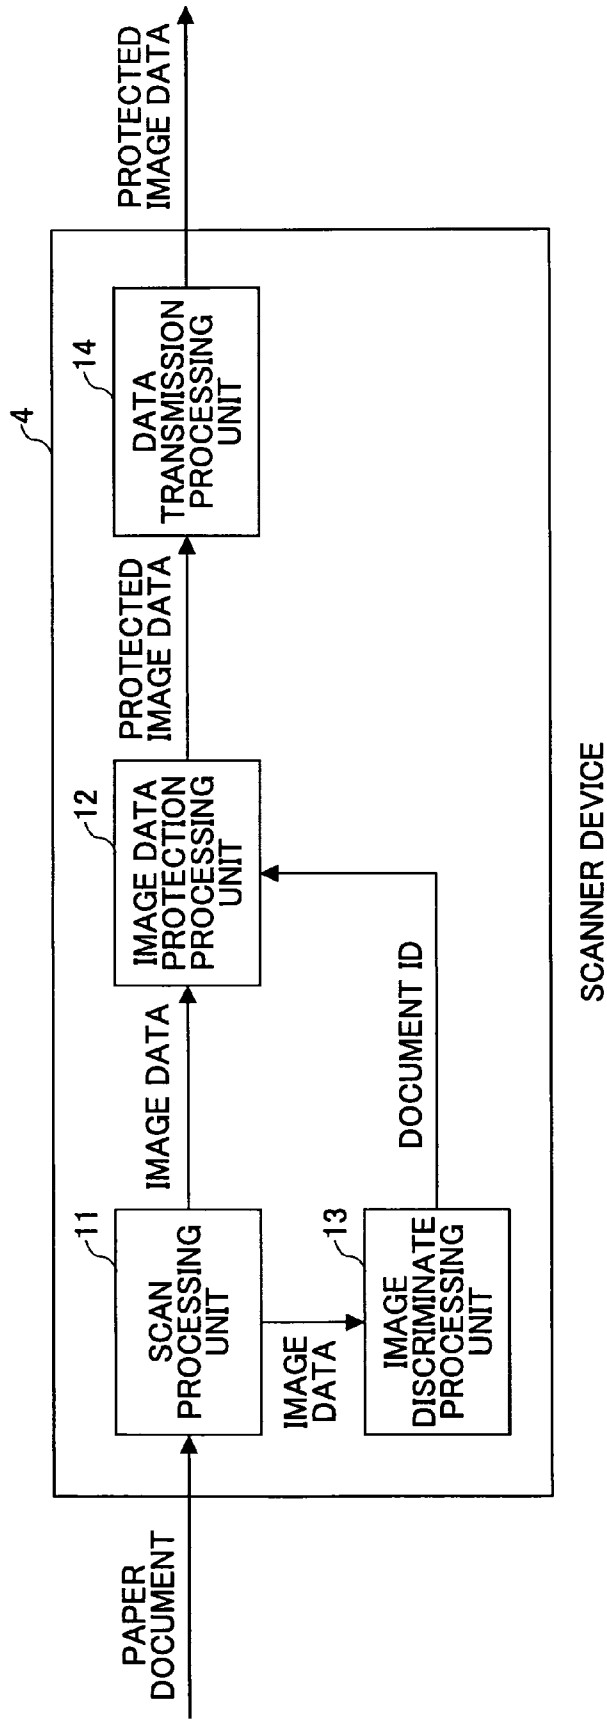 PAPER
DOCUMENT
4
11
SCAN
PROCESSING
UNIT
IMAGE DATA
12
IMAGE DATA
PROTECTION
PROCESSING
UNIT
PROTECTED
IMAGE DATA
14
DATA
TRANSMISSION
PROCESSING
UNIT
PROTECTED
IMAGE DATA
IMAGE
DATA
13
IMAGE
DISCRIMINATE
PROCESSING
UNIT
DOCUMENT ID
SCANNER DEVICE